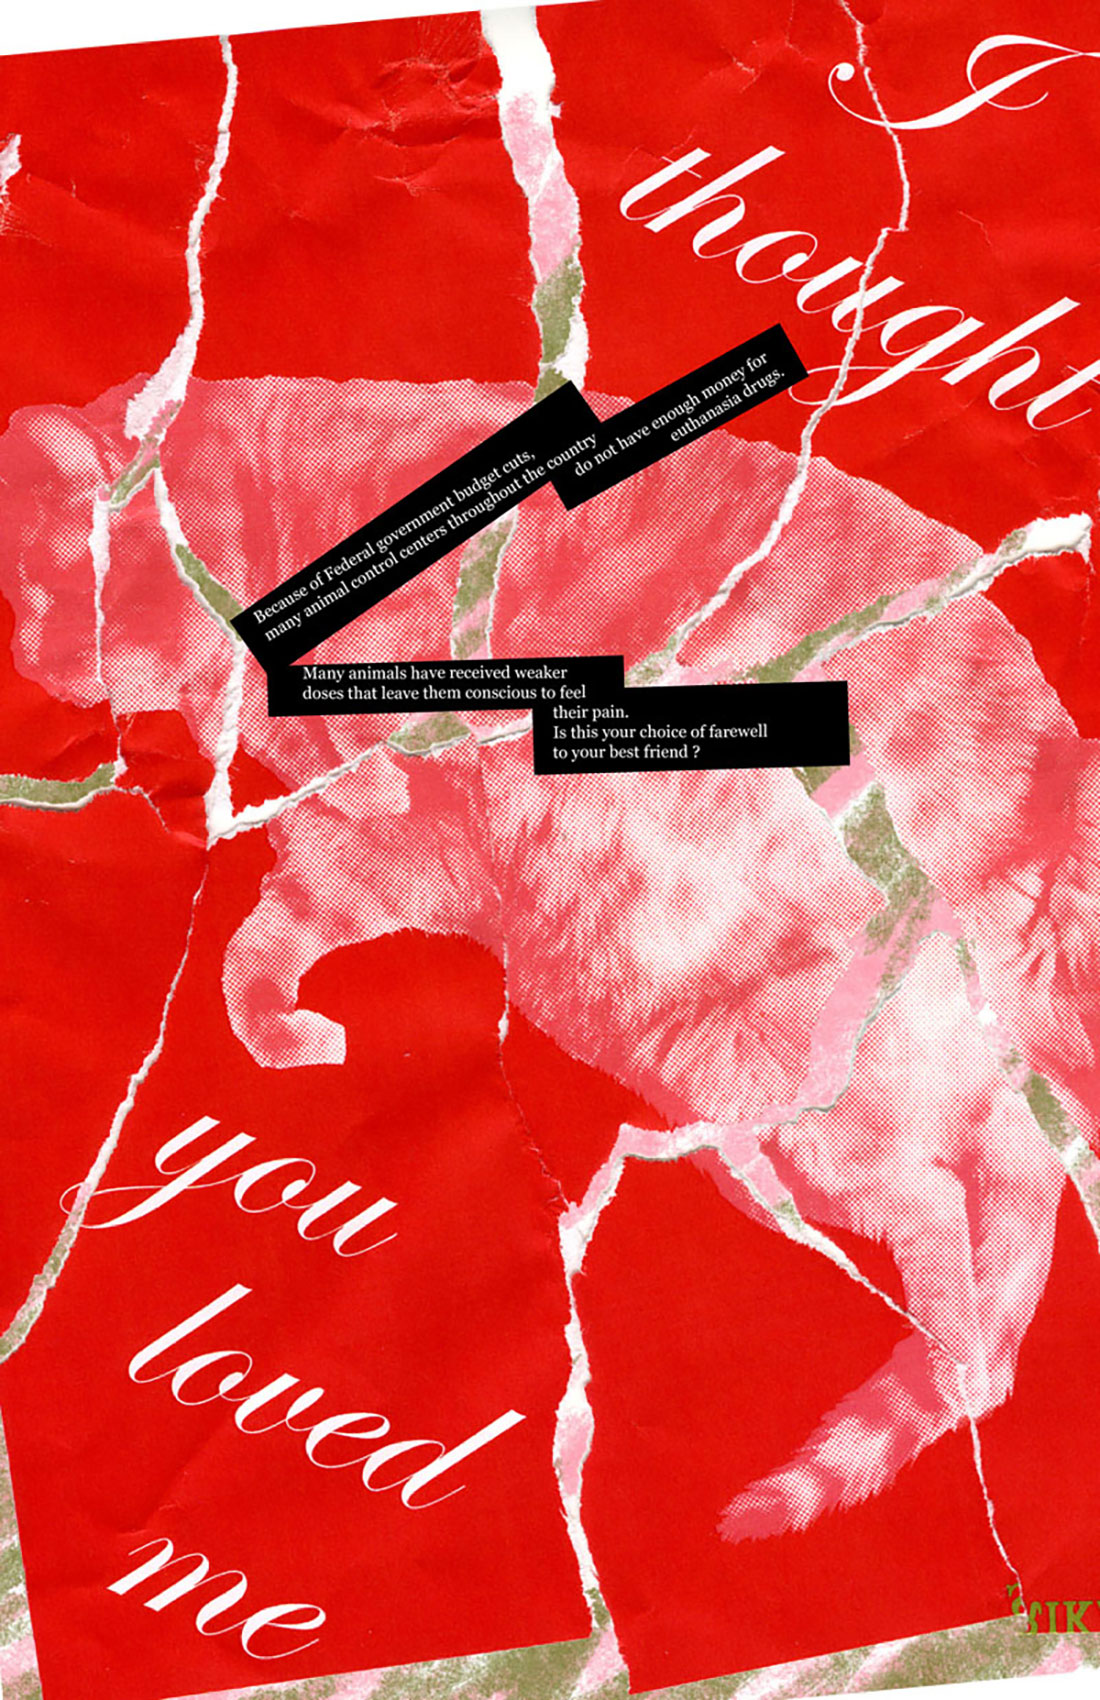 I
thought
Because of Federal government budget cuts,
many animal control centers throughout the country
do not have enough money for
euthanasia drugs.
Many animals have received weaker
doses that leave them conscious to feel
their pain.
Is this your choice of farewell
to your best friend ?
you
loved
me